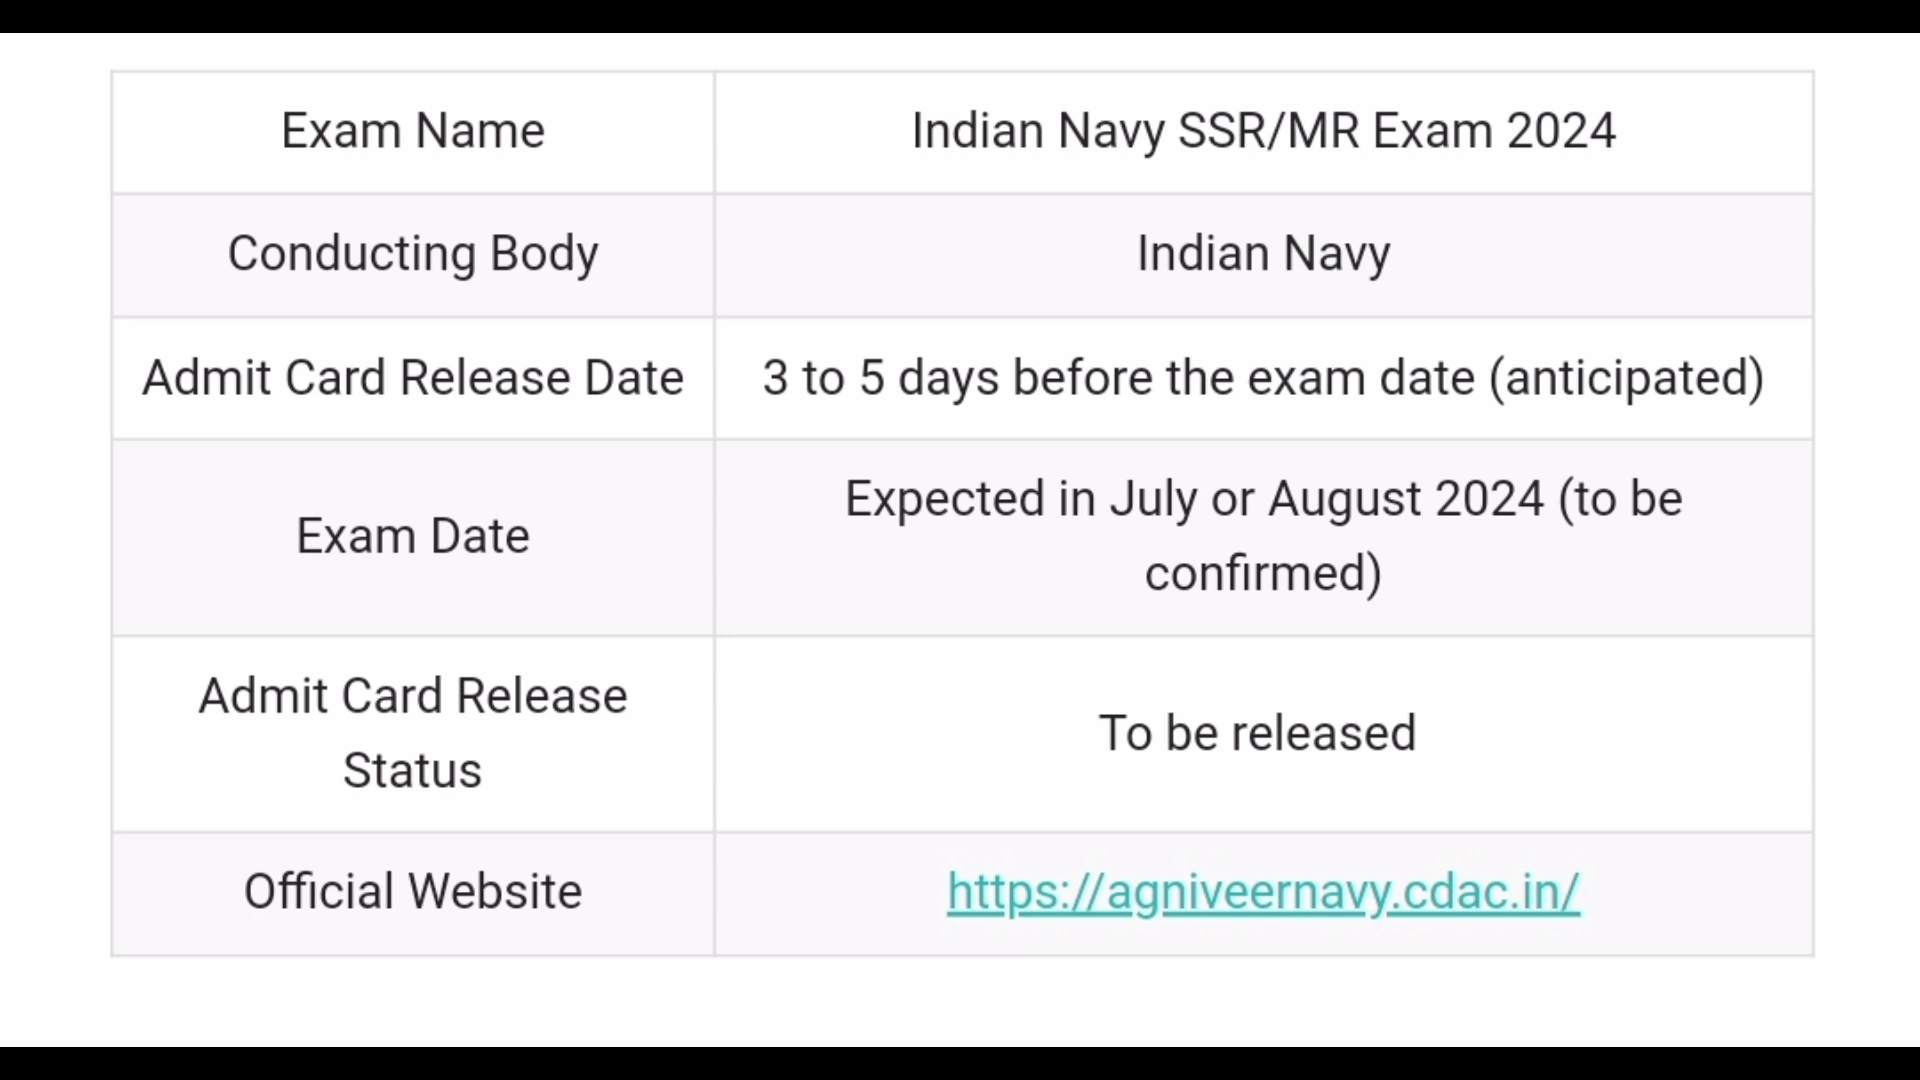 Exam Name
Indian Navy SSR/MR Exam 2024
Conducting Body
Indian Navy
Admit Card Release Date
3 to 5 days before the exam date (anticipated)
Exam Date
Expected in July or August 2024 (to be
confirmed)
Admit Card Release
Status
To be released
Official Website
https://agniveernavy.cdac.in/